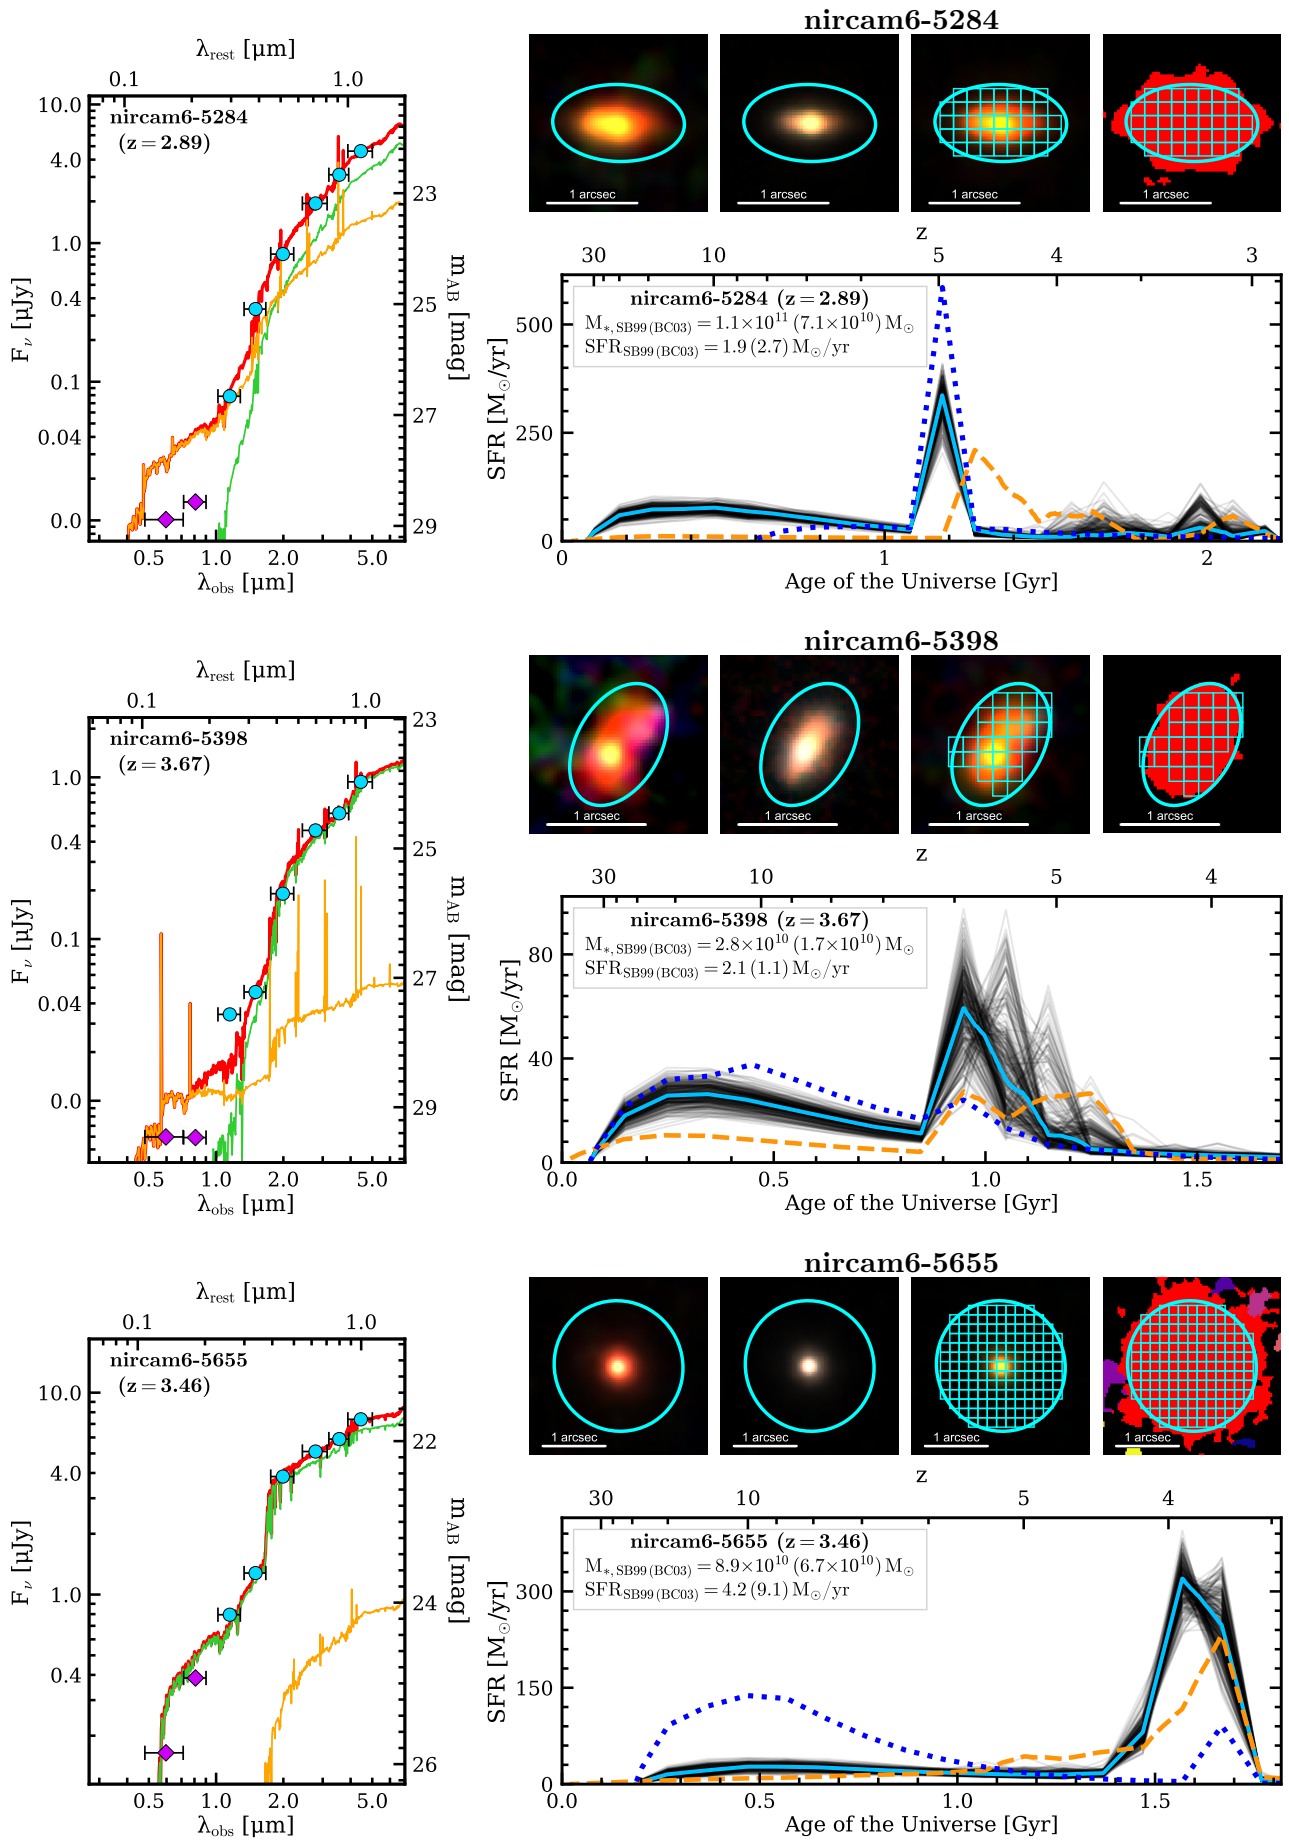 nircam6-5284
λrest [μm]
0.1 1.0
nircam6-5284
(z = 2.89)
10.0
4.0
1.0
0.4
0.1
0.04
0.0
Fν [μJy]
23
25
27
29
mAB [mag]
0.5 1.0 2.0 5.0
λobs [μm]
1 arcsec 1 arcsec 1 arcsec 1 arcsec
z
30 10 5 4 3
nircam6-5284 (z = 2.89)
M*,SB99 (BC03) = 1.1×10¹¹ (7.1×10¹⁰) M⊙
SFRSB99 (BC03) = 1.9 (2.7) M⊙/yr
500
250
0
SFR [M⊙/yr]
0 1 2
Age of the Universe [Gyr]
nircam6-5398
λrest [μm]
0.1 1.0
nircam6-5398
(z = 3.67)
1.0
0.4
0.1
0.04
0.0
Fν [μJy]
23
25
27
29
mAB [mag]
0.5 1.0 2.0 5.0
λobs [μm]
1 arcsec 1 arcsec 1 arcsec 1 arcsec
z
30 10 5 4
nircam6-5398 (z = 3.67)
M*,SB99 (BC03) = 2.8×10¹⁰ (1.7×10¹⁰) M⊙
SFRSB99 (BC03) = 2.1 (1.1) M⊙/yr
80
40
0
SFR [M⊙/yr]
0.0 0.5 1.0 1.5
Age of the Universe [Gyr]
nircam6-5655
λrest [μm]
0.1 1.0
nircam6-5655
(z = 3.46)
10.0
4.0
1.0
0.4
Fν [μJy]
22
24
26
mAB [mag]
0.5 1.0 2.0 5.0
λobs [μm]
1 arcsec 1 arcsec 1 arcsec 1 arcsec
z
30 10 5 4
nircam6-5655 (z = 3.46)
M*,SB99 (BC03) = 8.9×10¹⁰ (6.7×10¹⁰) M⊙
SFRSB99 (BC03) = 4.2 (9.1) M⊙/yr
300
150
0
SFR [M⊙/yr]
0.0 0.5 1.0 1.5
Age of the Universe [Gyr]